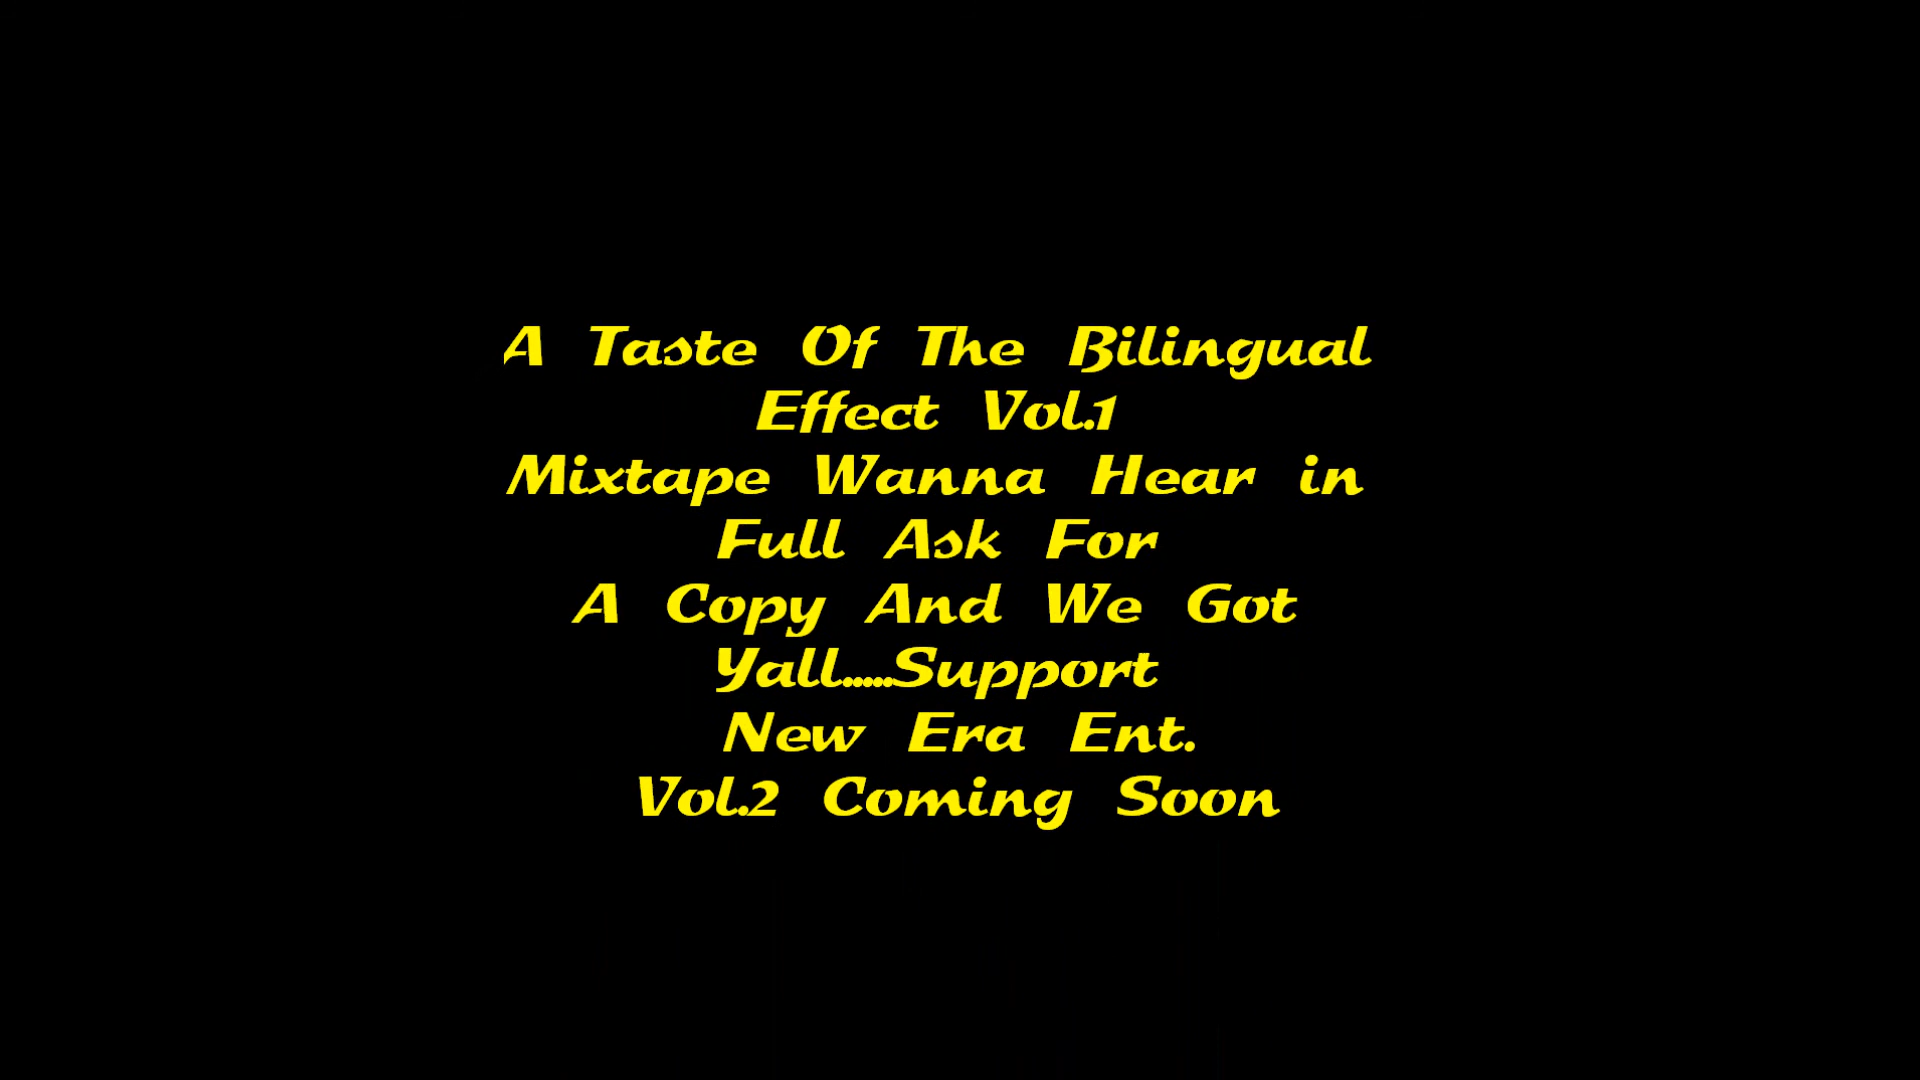 A Taste Of The Bilingual
Effect Vol.1
Mixtape Wanna Hear in
Full Ask For
A Copy And We Got
Yall.....Support
New Era Ent.
Vol.2 Coming Soon